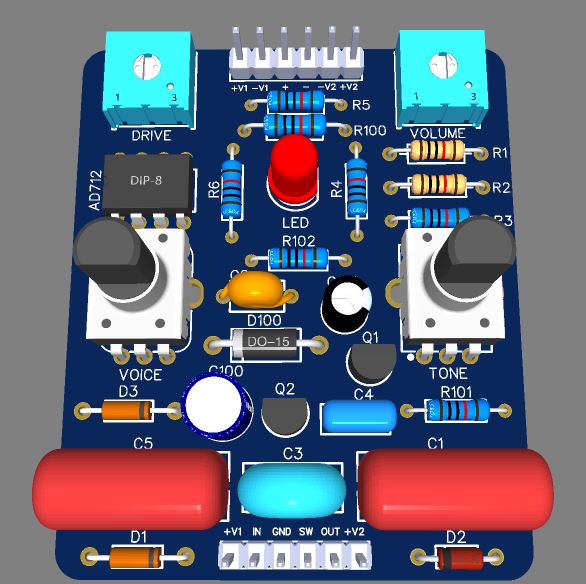 +V1 -V1 + - -V2 +V2
1 3
1 3
R5
DRIVE
R100
VOLUME
R1
AD712
DIP-8
R6
R4
R2
LED
R3
R102
D100
DO-15
Q1
VOICE
C100
TONE
D3
Q2
C4
R101
C5
C3
C1
+V1 IN GND SW OUT +V2
D1
D2